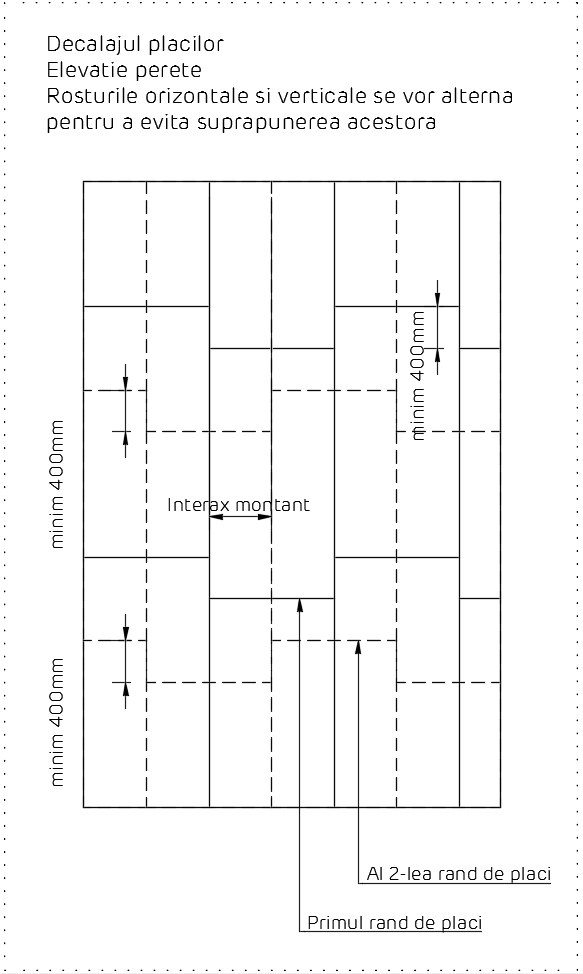 Decalajul placilor
Elevatie perete
Rosturile orizontale si verticale se vor alterna
pentru a evita suprapunerea acestora
minim 400mm
minim 400mm
Interax montant
minim 400mm
Al 2-lea rand de placi
Primul rand de placi